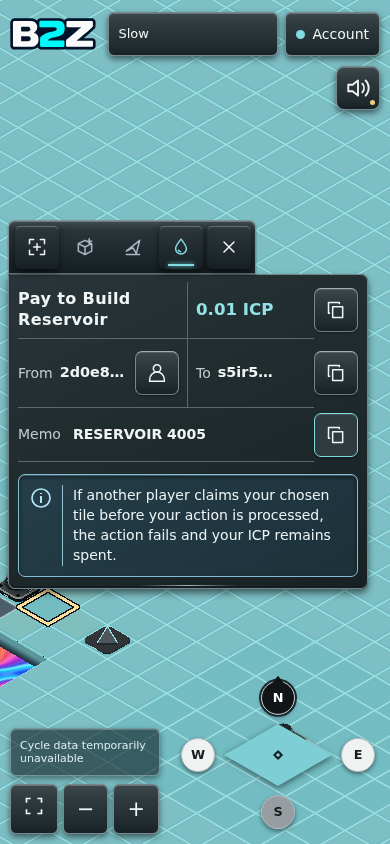 B2Z
Slow
Account
Pay to Build
Reservoir
0.01 ICP
From 2d0e8...
To s5ir5...
Memo RESERVOIR 4005
If another player claims your chosen
tile before your action is processed,
the action fails and your ICP remains
spent.
N
W
E
S
Cycle data temporarily
unavailable